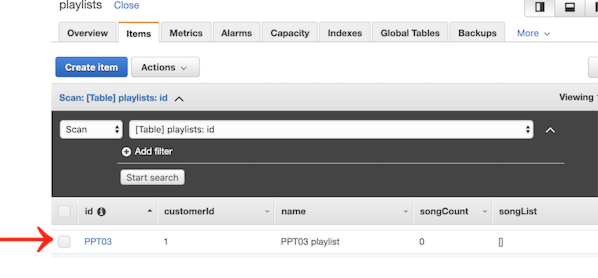 playlists Close
Overview Items Metrics Alarms Capacity Indexes Global Tables Backups More
Create item Actions
Scan: [Table] playlists: id Viewing
Scan [Table] playlists: id
Add filter
Start search
id customerId name songCount songList
PPT03 1 PPT03 playlist 0 []